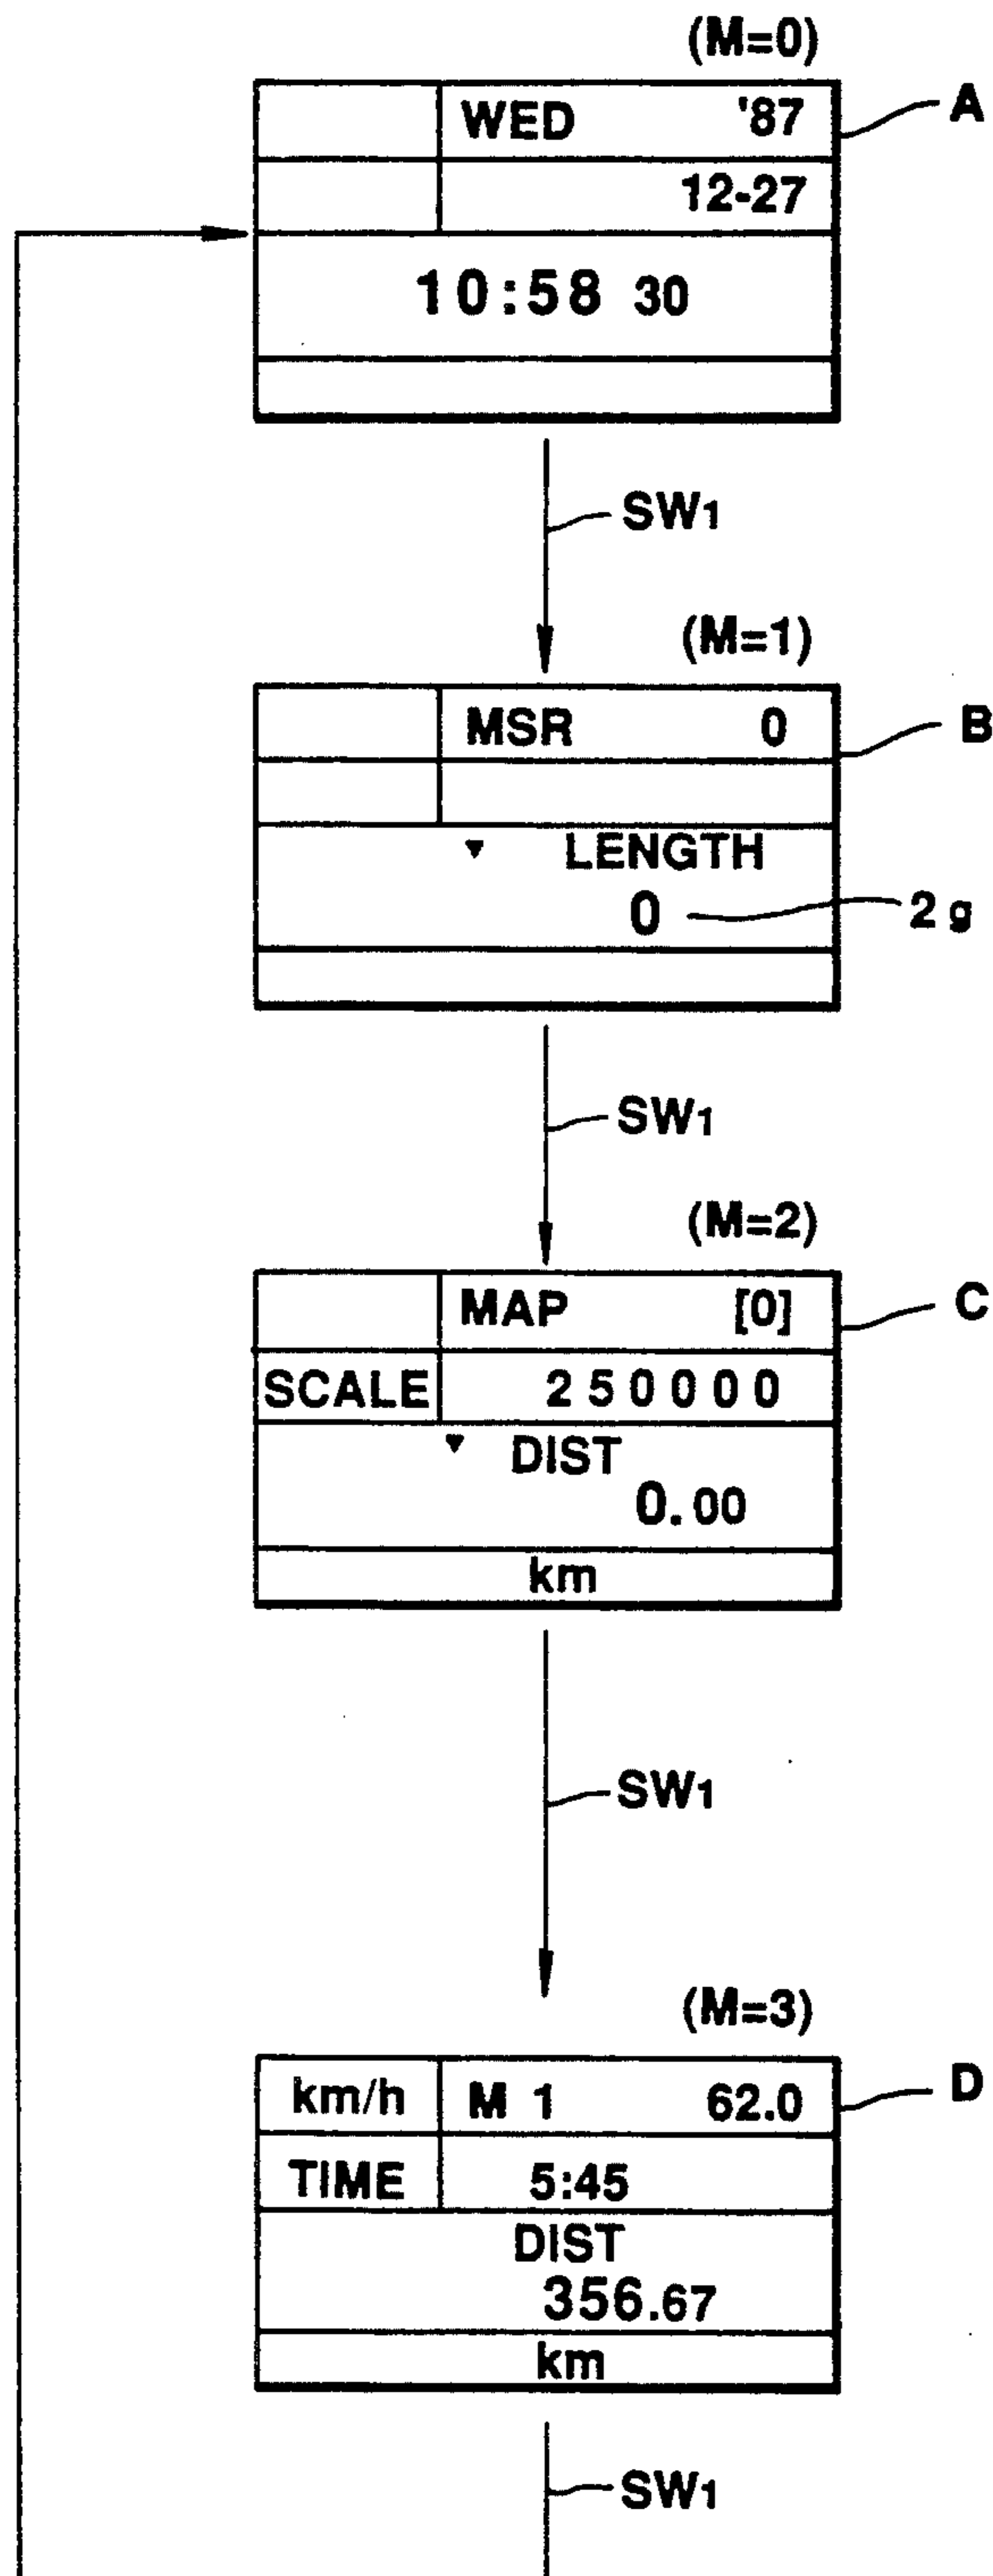 (M=0)
WED '87 A
12-27
10:58 30
SW1
(M=1)
MSR 0 B
LENGTH
0 2g
SW1
(M=2)
MAP [0] C
SCALE 250000
DIST
0.00
km
SW1
(M=3)
km/h M 1 62.0 D
TIME 5:45
DIST
356.67
km
SW1